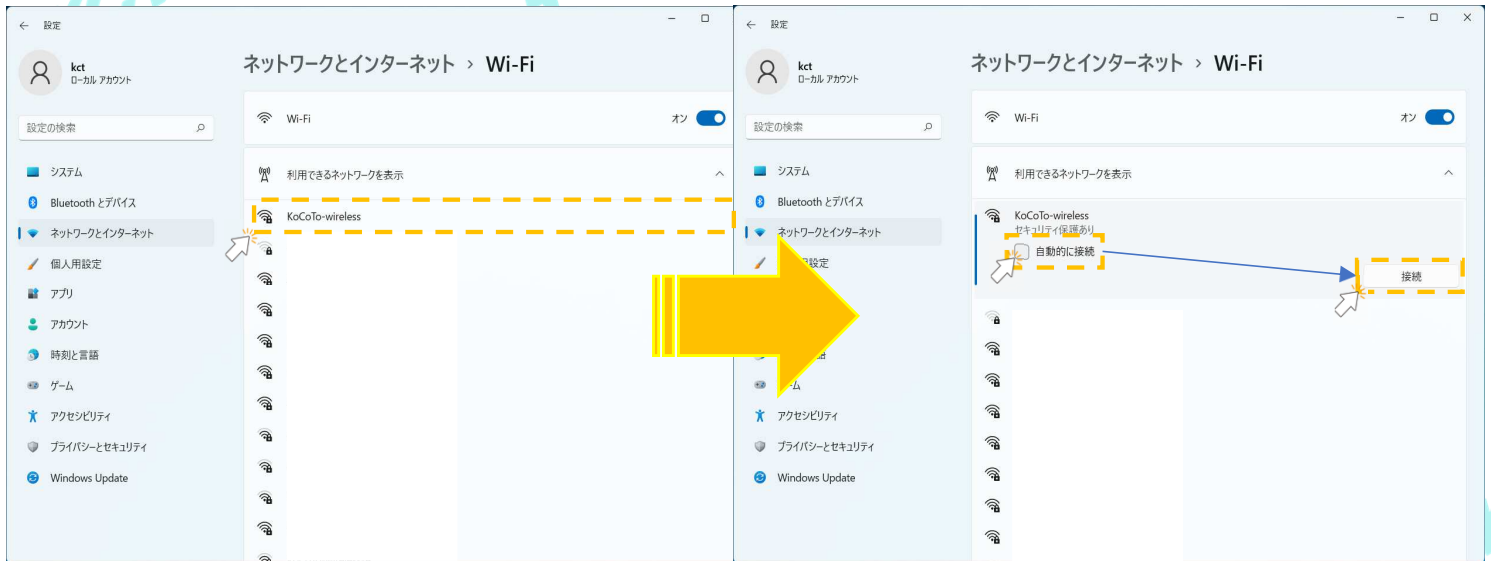 設定
kct
ローカル アカウント
設定の検索
システム
Bluetooth とデバイス
ネットワークとインターネット
個人用設定
アプリ
アカウント
時刻と言語
ゲーム
アクセシビリティ
プライバシーとセキュリティ
Windows Update
ネットワークとインターネット › Wi-Fi
Wi-Fi
オン
利用できるネットワークを表示
KoCoTo-wireless
設定
kct
ローカル アカウント
設定の検索
システム
Bluetooth とデバイス
ネットワークとインターネット
アクセシビリティ
プライバシーとセキュリティ
Windows Update
ネットワークとインターネット › Wi-Fi
Wi-Fi
オン
利用できるネットワークを表示
KoCoTo-wireless
セキュリティ保護あり
自動的に接続
接続